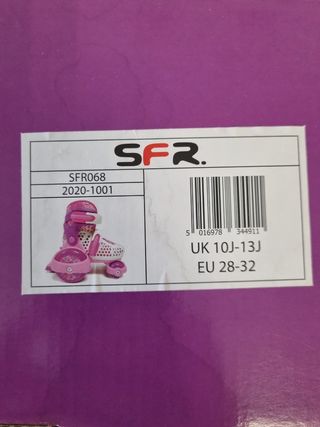 SFR.
SFR068
2020-1001
5 016978 344911
UK 10J-13J
EU 28-32